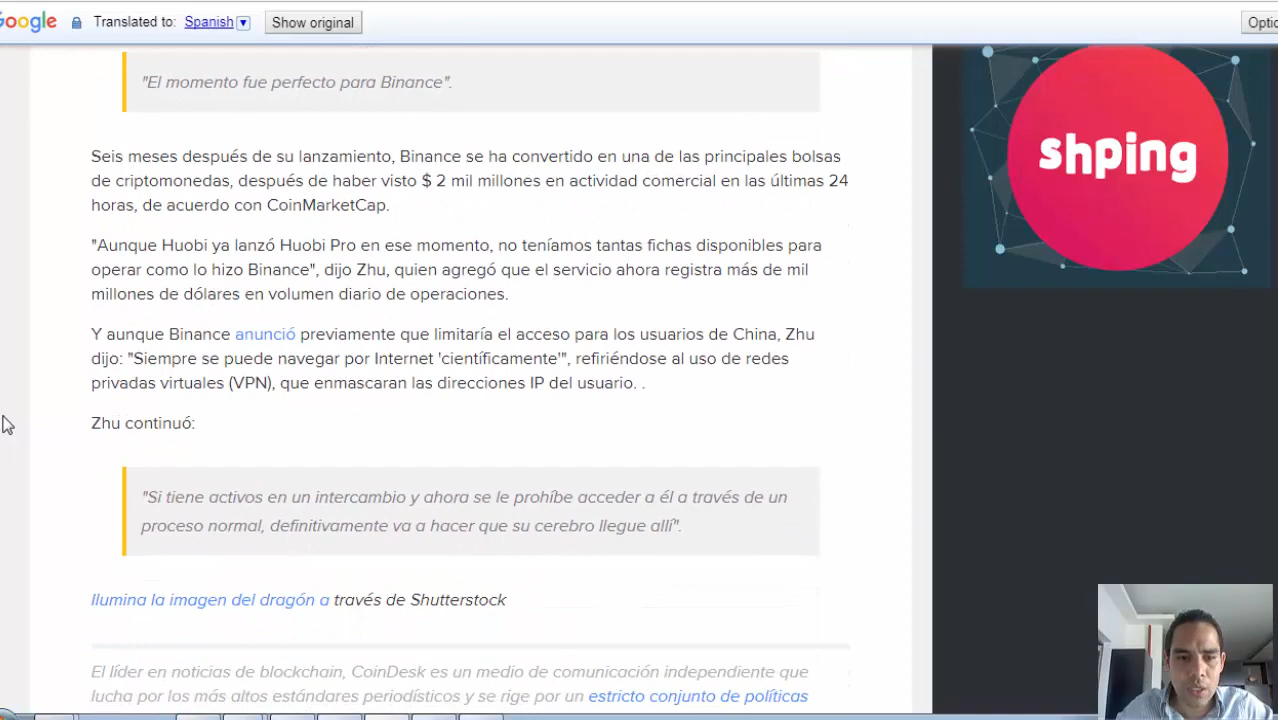 Google Translated to: Spanish ▼ Show original
"El momento fue perfecto para Binance".
shping
Seis meses después de su lanzamiento, Binance se ha convertido en una de las principales bolsas
de criptomonedas, después de haber visto $ 2 mil millones en actividad comercial en las últimas 24
horas, de acuerdo con CoinMarketCap.
"Aunque Huobi ya lanzó Huobi Pro en ese momento, no teníamos tantas fichas disponibles para
operar como lo hizo Binance", dijo Zhu, quien agregó que el servicio ahora registra más de mil
millones de dólares en volumen diario de operaciones.
Y aunque Binance anunció previamente que limitaría el acceso para los usuarios de China, Zhu
dijo: "Siempre se puede navegar por Internet 'científicamente'", refiriéndose al uso de redes
privadas virtuales (VPN), que enmascaran las direcciones IP del usuario. .
Zhu continuó:
"Si tiene activos en un intercambio y ahora se le prohíbe acceder a él a través de un
proceso normal, definitivamente va a hacer que su cerebro llegue allí".
Ilumina la imagen del dragón a través de Shutterstock
El líder en noticias de blockchain, CoinDesk es un medio de comunicación independiente que
lucha por los más altos estándares periodísticos y se rige por un estricto conjunto de políticas